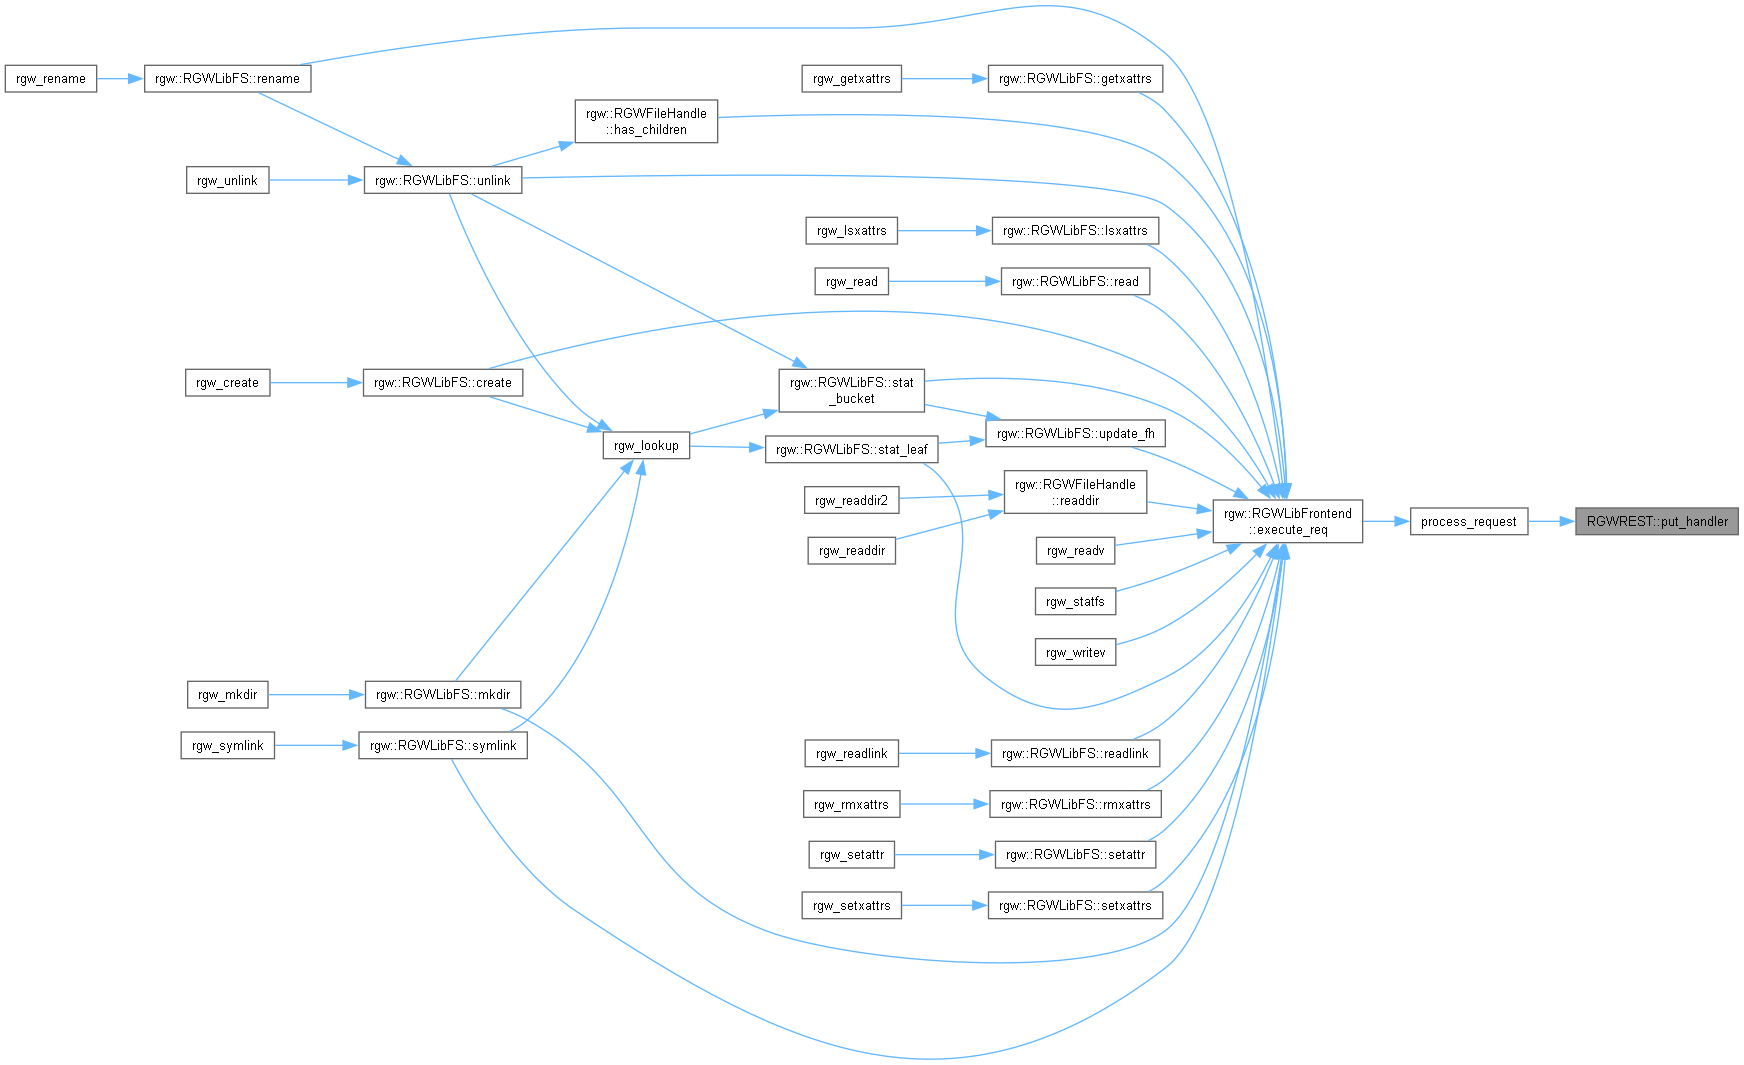 rgw_rename
rgw::RGWLibFS::rename
rgw_getxattrs
rgw::RGWLibFS::getxattrs
rgw::RGWFileHandle
::has_children
rgw_unlink
rgw::RGWLibFS::unlink
rgw_lsxattrs
rgw::RGWLibFS::lsxattrs
rgw_read
rgw::RGWLibFS::read
rgw_create
rgw::RGWLibFS::create
rgw::RGWLibFS::stat
_bucket
rgw::RGWLibFS::update_fh
rgw_lookup
rgw::RGWLibFS::stat_leaf
rgw_readdir2
rgw::RGWFileHandle
::readdir
rgw::RGWLibFrontend
::execute_req
process_request
RGWREST::put_handler
rgw_readdir
rgw_readv
rgw_statfs
rgw_writev
rgw_mkdir
rgw::RGWLibFS::mkdir
rgw_symlink
rgw::RGWLibFS::symlink
rgw_readlink
rgw::RGWLibFS::readlink
rgw_rmxattrs
rgw::RGWLibFS::rmxattrs
rgw_setattr
rgw::RGWLibFS::setattr
rgw_setxattrs
rgw::RGWLibFS::setxattrs